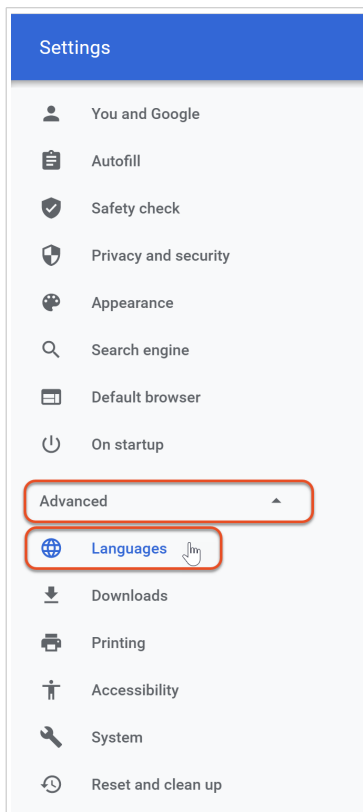 Settings
You and Google
Autofill
Safety check
Privacy and security
Appearance
Search engine
Default browser
On startup
Advanced
Languages
Downloads
Printing
Accessibility
System
Reset and clean up